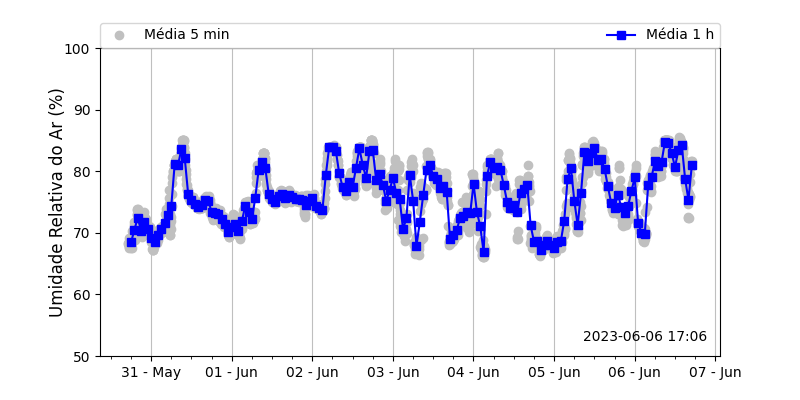 Média 5 min
Média 1 h
Umidade Relativa do Ar (%)
100
90
80
70
60
50
2023-06-06 17:06
31 - May
01 - Jun
02 - Jun
03 - Jun
04 - Jun
05 - Jun
06 - Jun
07 - Jun